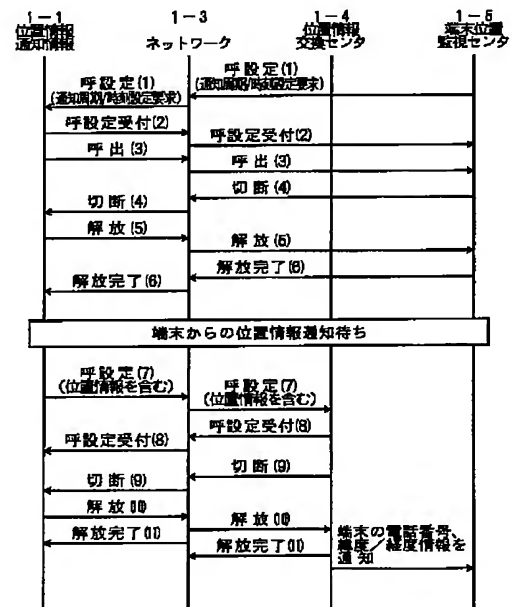 1－1
位置情報
通知情報
1－3
ネットワーク
1－4
位置情報
交換センタ
1－5
端末位置
監視センタ
呼設定(1)
(通知周期/時刻設定要求)
呼設定(1)
(通知周期/時刻設定要求)
呼設定受付(2)
呼設定受付(2)
呼出(3)
呼出(3)
切断(4)
切断(4)
解放(5)
解放(5)
解放完了(6)
解放完了(6)
端末からの位置情報通知待ち
呼設定(7)
(位置情報を含む)
呼設定(7)
(位置情報を含む)
呼設定受付(8)
呼設定受付(8)
切断(9)
切断(9)
解放(10)
解放(10)
解放完了(11)
解放完了(11)
端末の電話番号、
緯度／経度情報を
通知